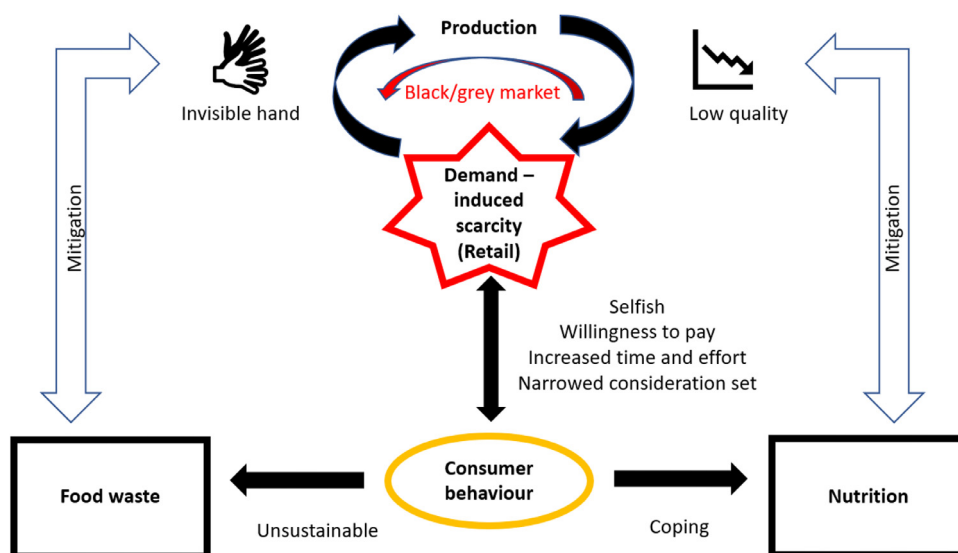 Production
Black/grey market
Invisible hand
Low quality
Demand –
induced
scarcity
(Retail)
Mitigation
Mitigation
Selfish
Willingness to pay
Increased time and effort
Narrowed consideration set
Food waste
Consumer
behaviour
Nutrition
Unsustainable
Coping